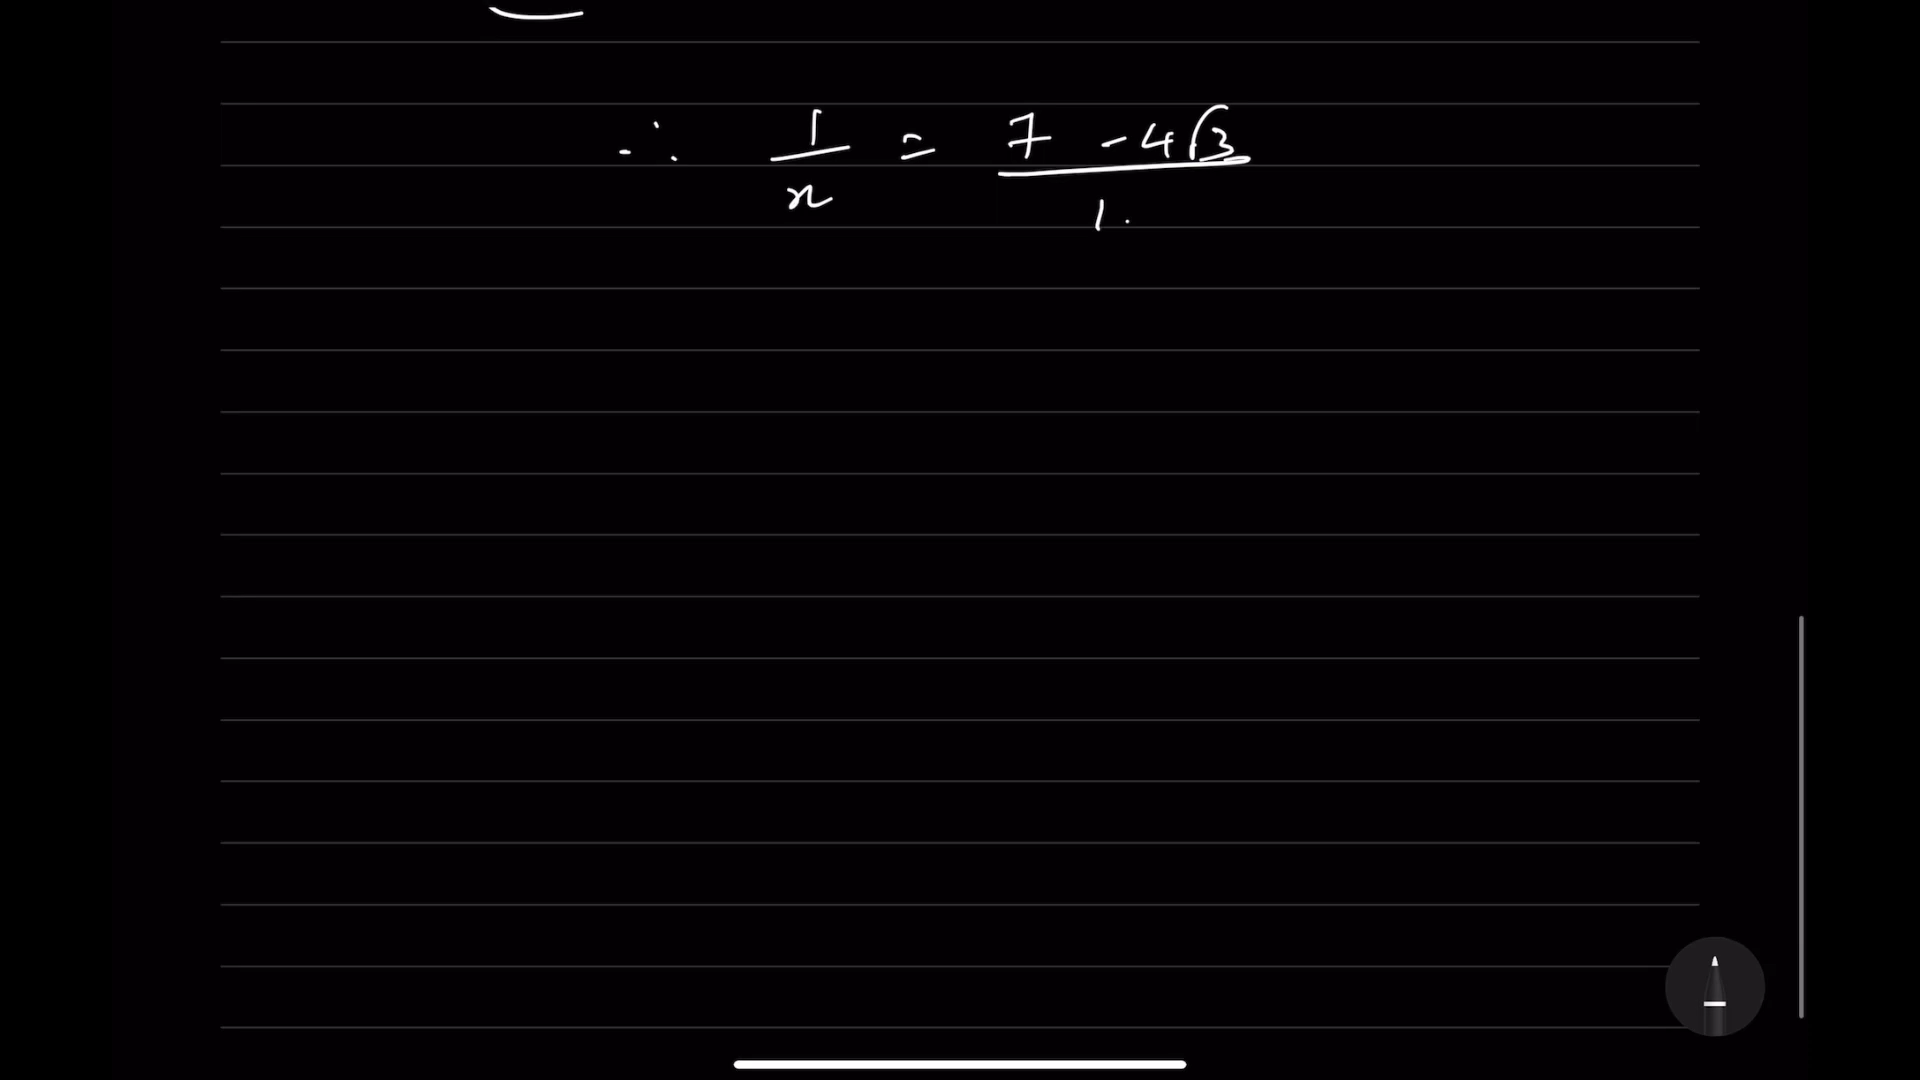 ∴ 1/x = (7 - 4√3)/1.